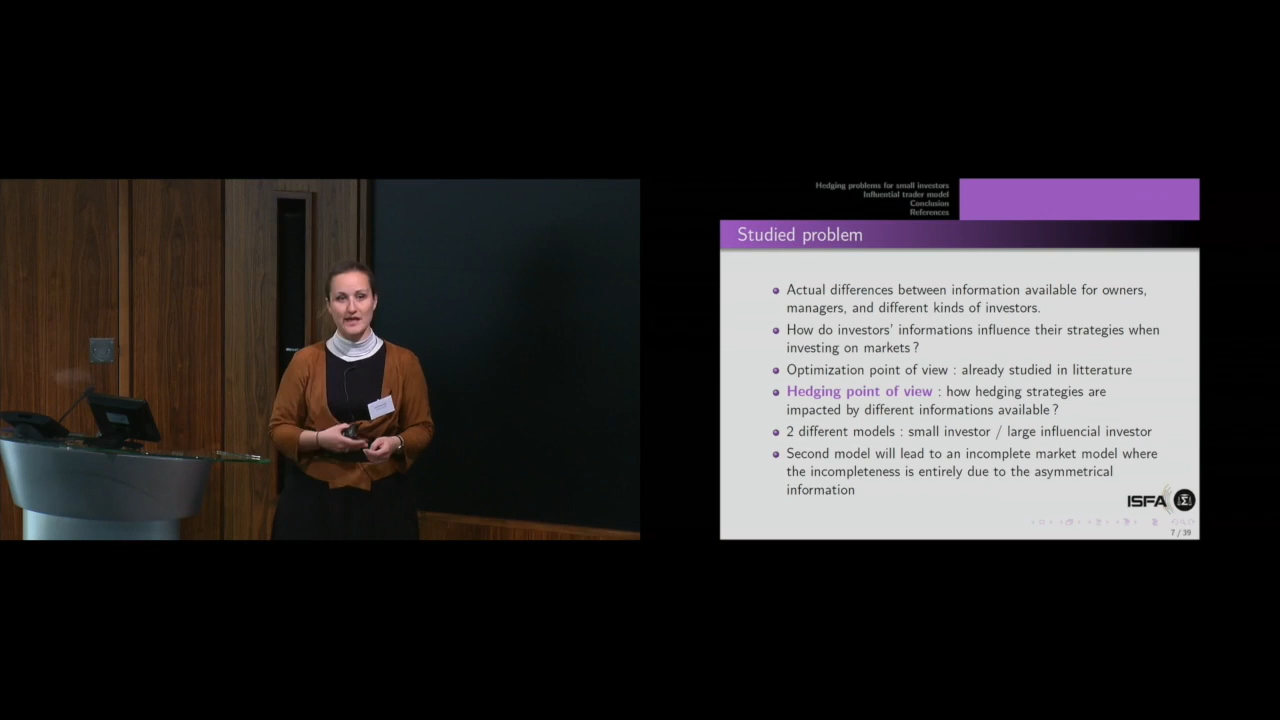 Hedging problems for small investors
Influential trader model
Conclusion
References
Studied problem
Actual differences between information available for owners,
managers, and different kinds of investors.
How do investors' informations influence their strategies when
investing on markets ?
Optimization point of view : already studied in litterature
Hedging point of view : how hedging strategies are
impacted by different informations available ?
2 different models : small investor / large influencial investor
Second model will lead to an incomplete market model where
the incompleteness is entirely due to the asymmetrical
information
ISFA
7 / 39